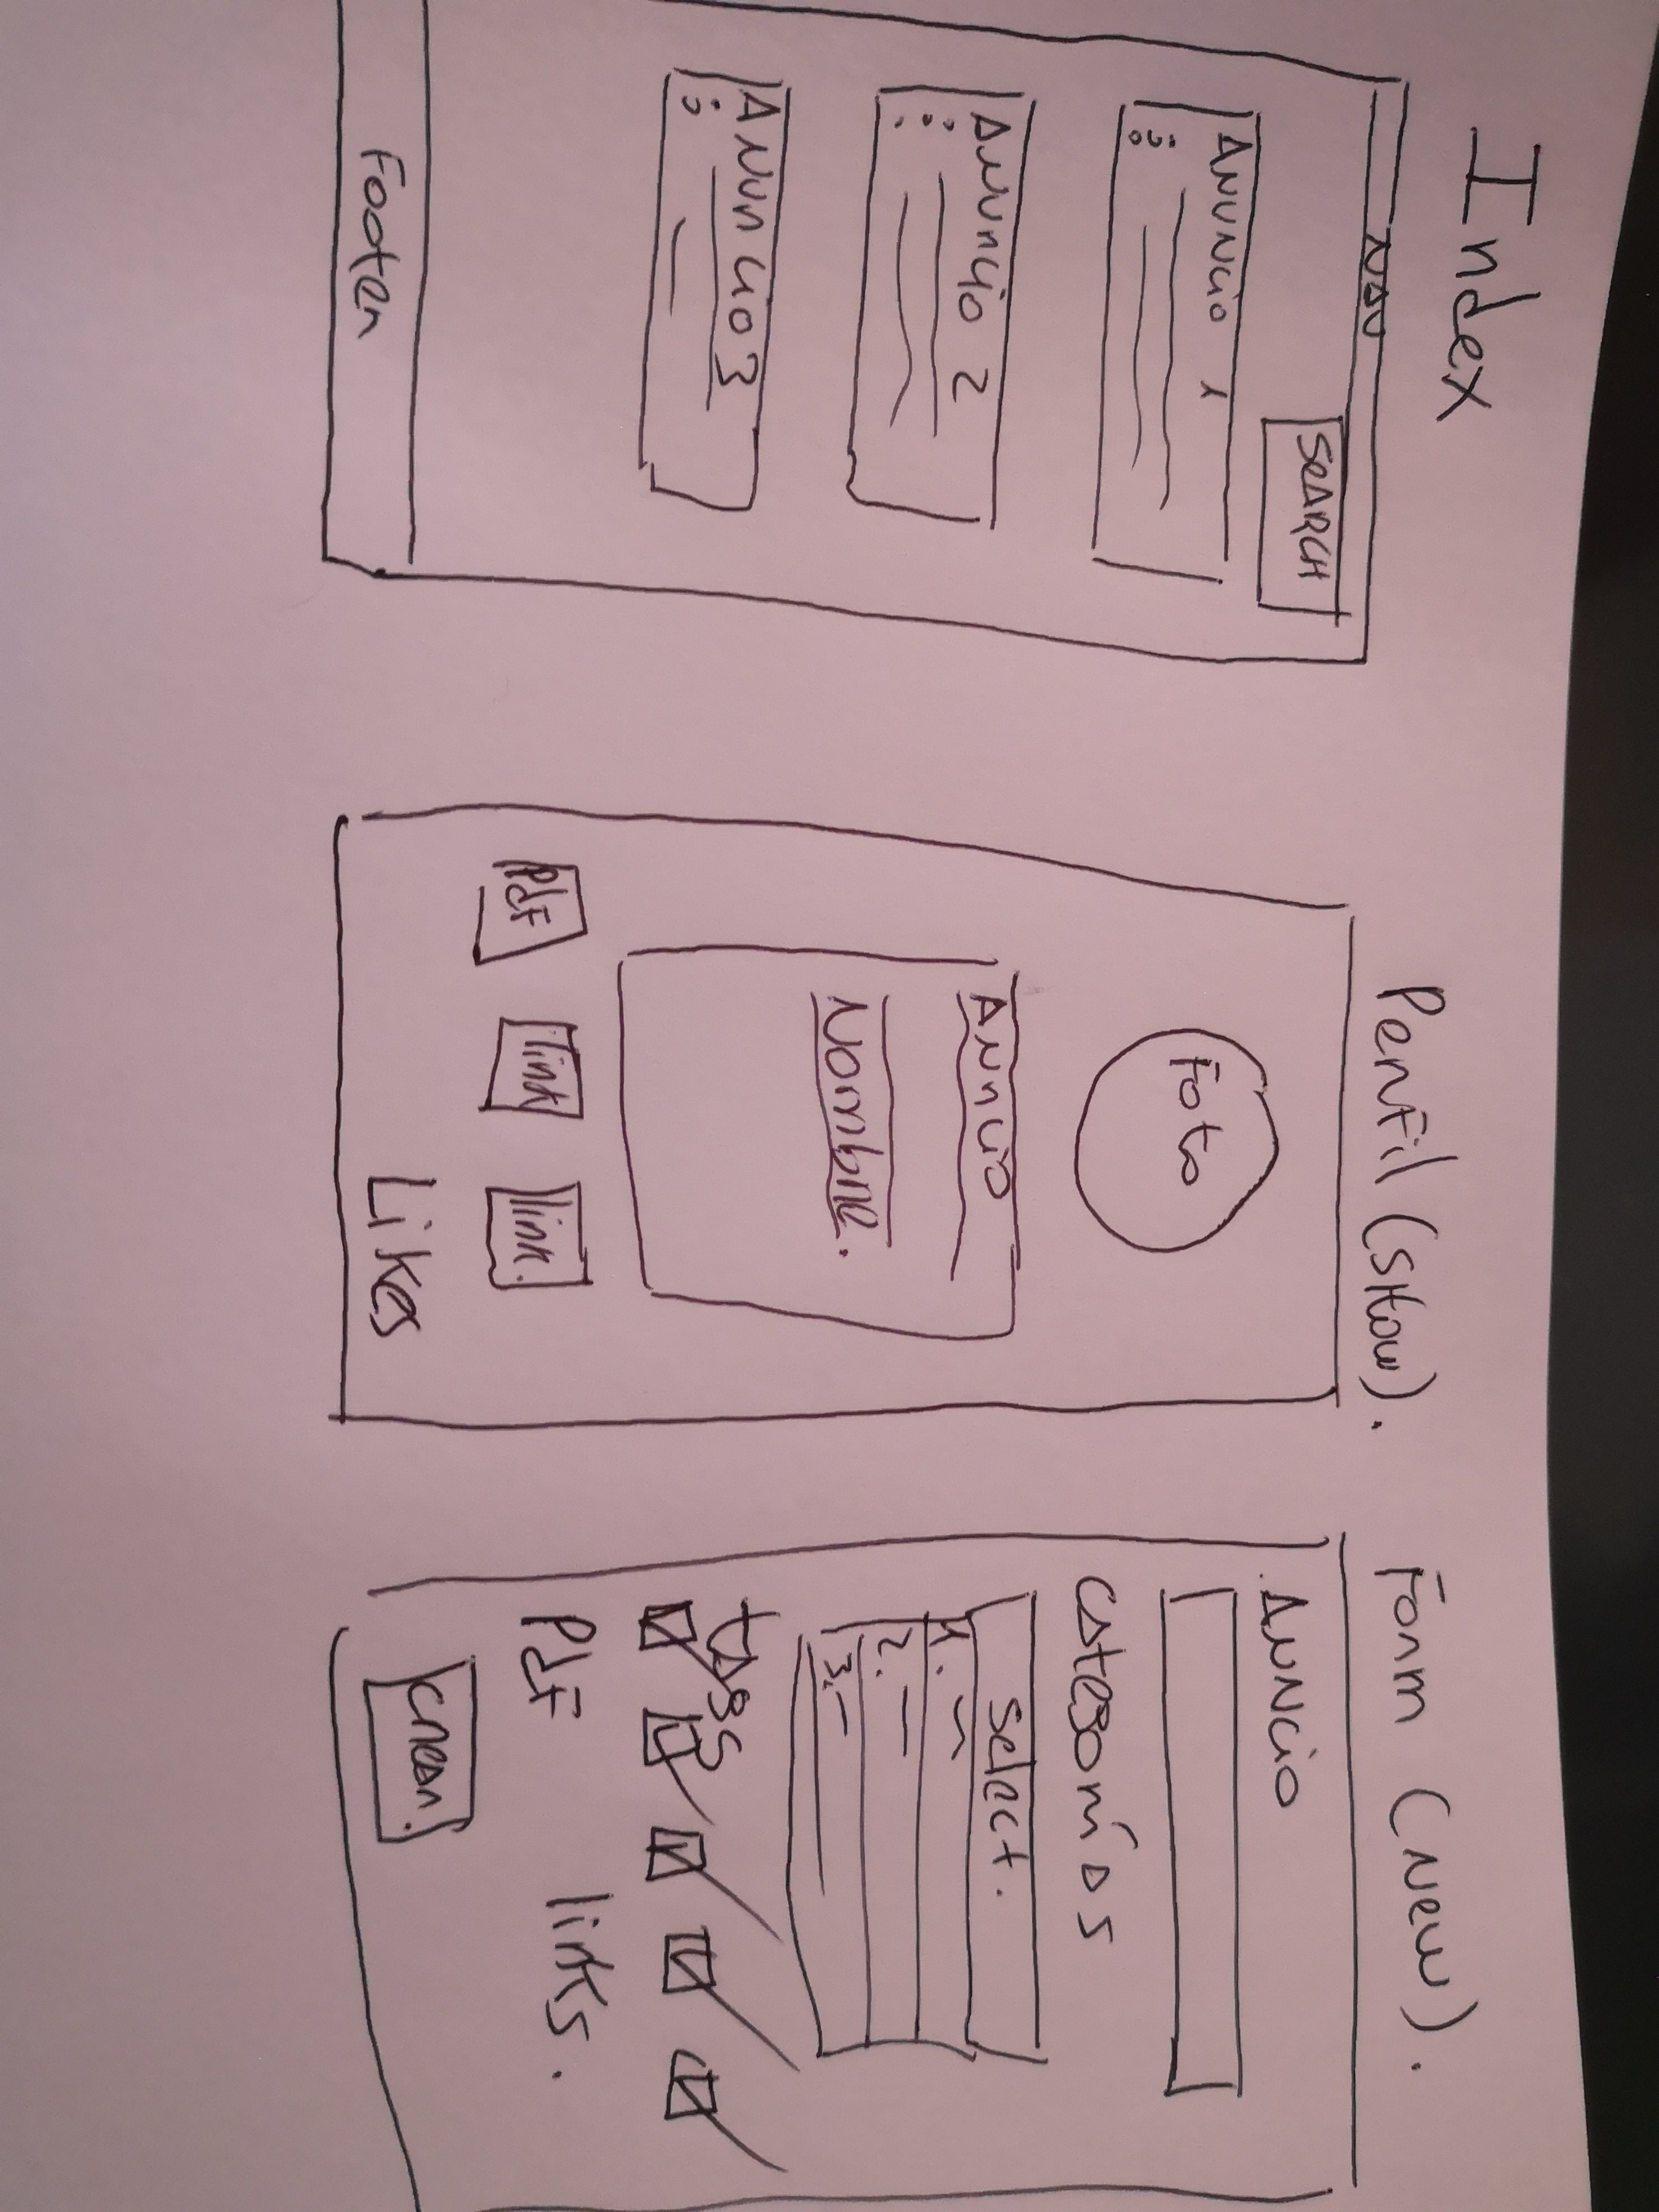 Index
NAV
SEARCH
Anuncio 1
Anuncio 2
Anuncio 3
Footer
Perfil (Show).
Foto
Anuncio
Nombre.
PdF
link
link.
Likes
Form (New).
Anuncio
Categorías
Select.
1.
2.
3.
tags
PdF links.
Crear.